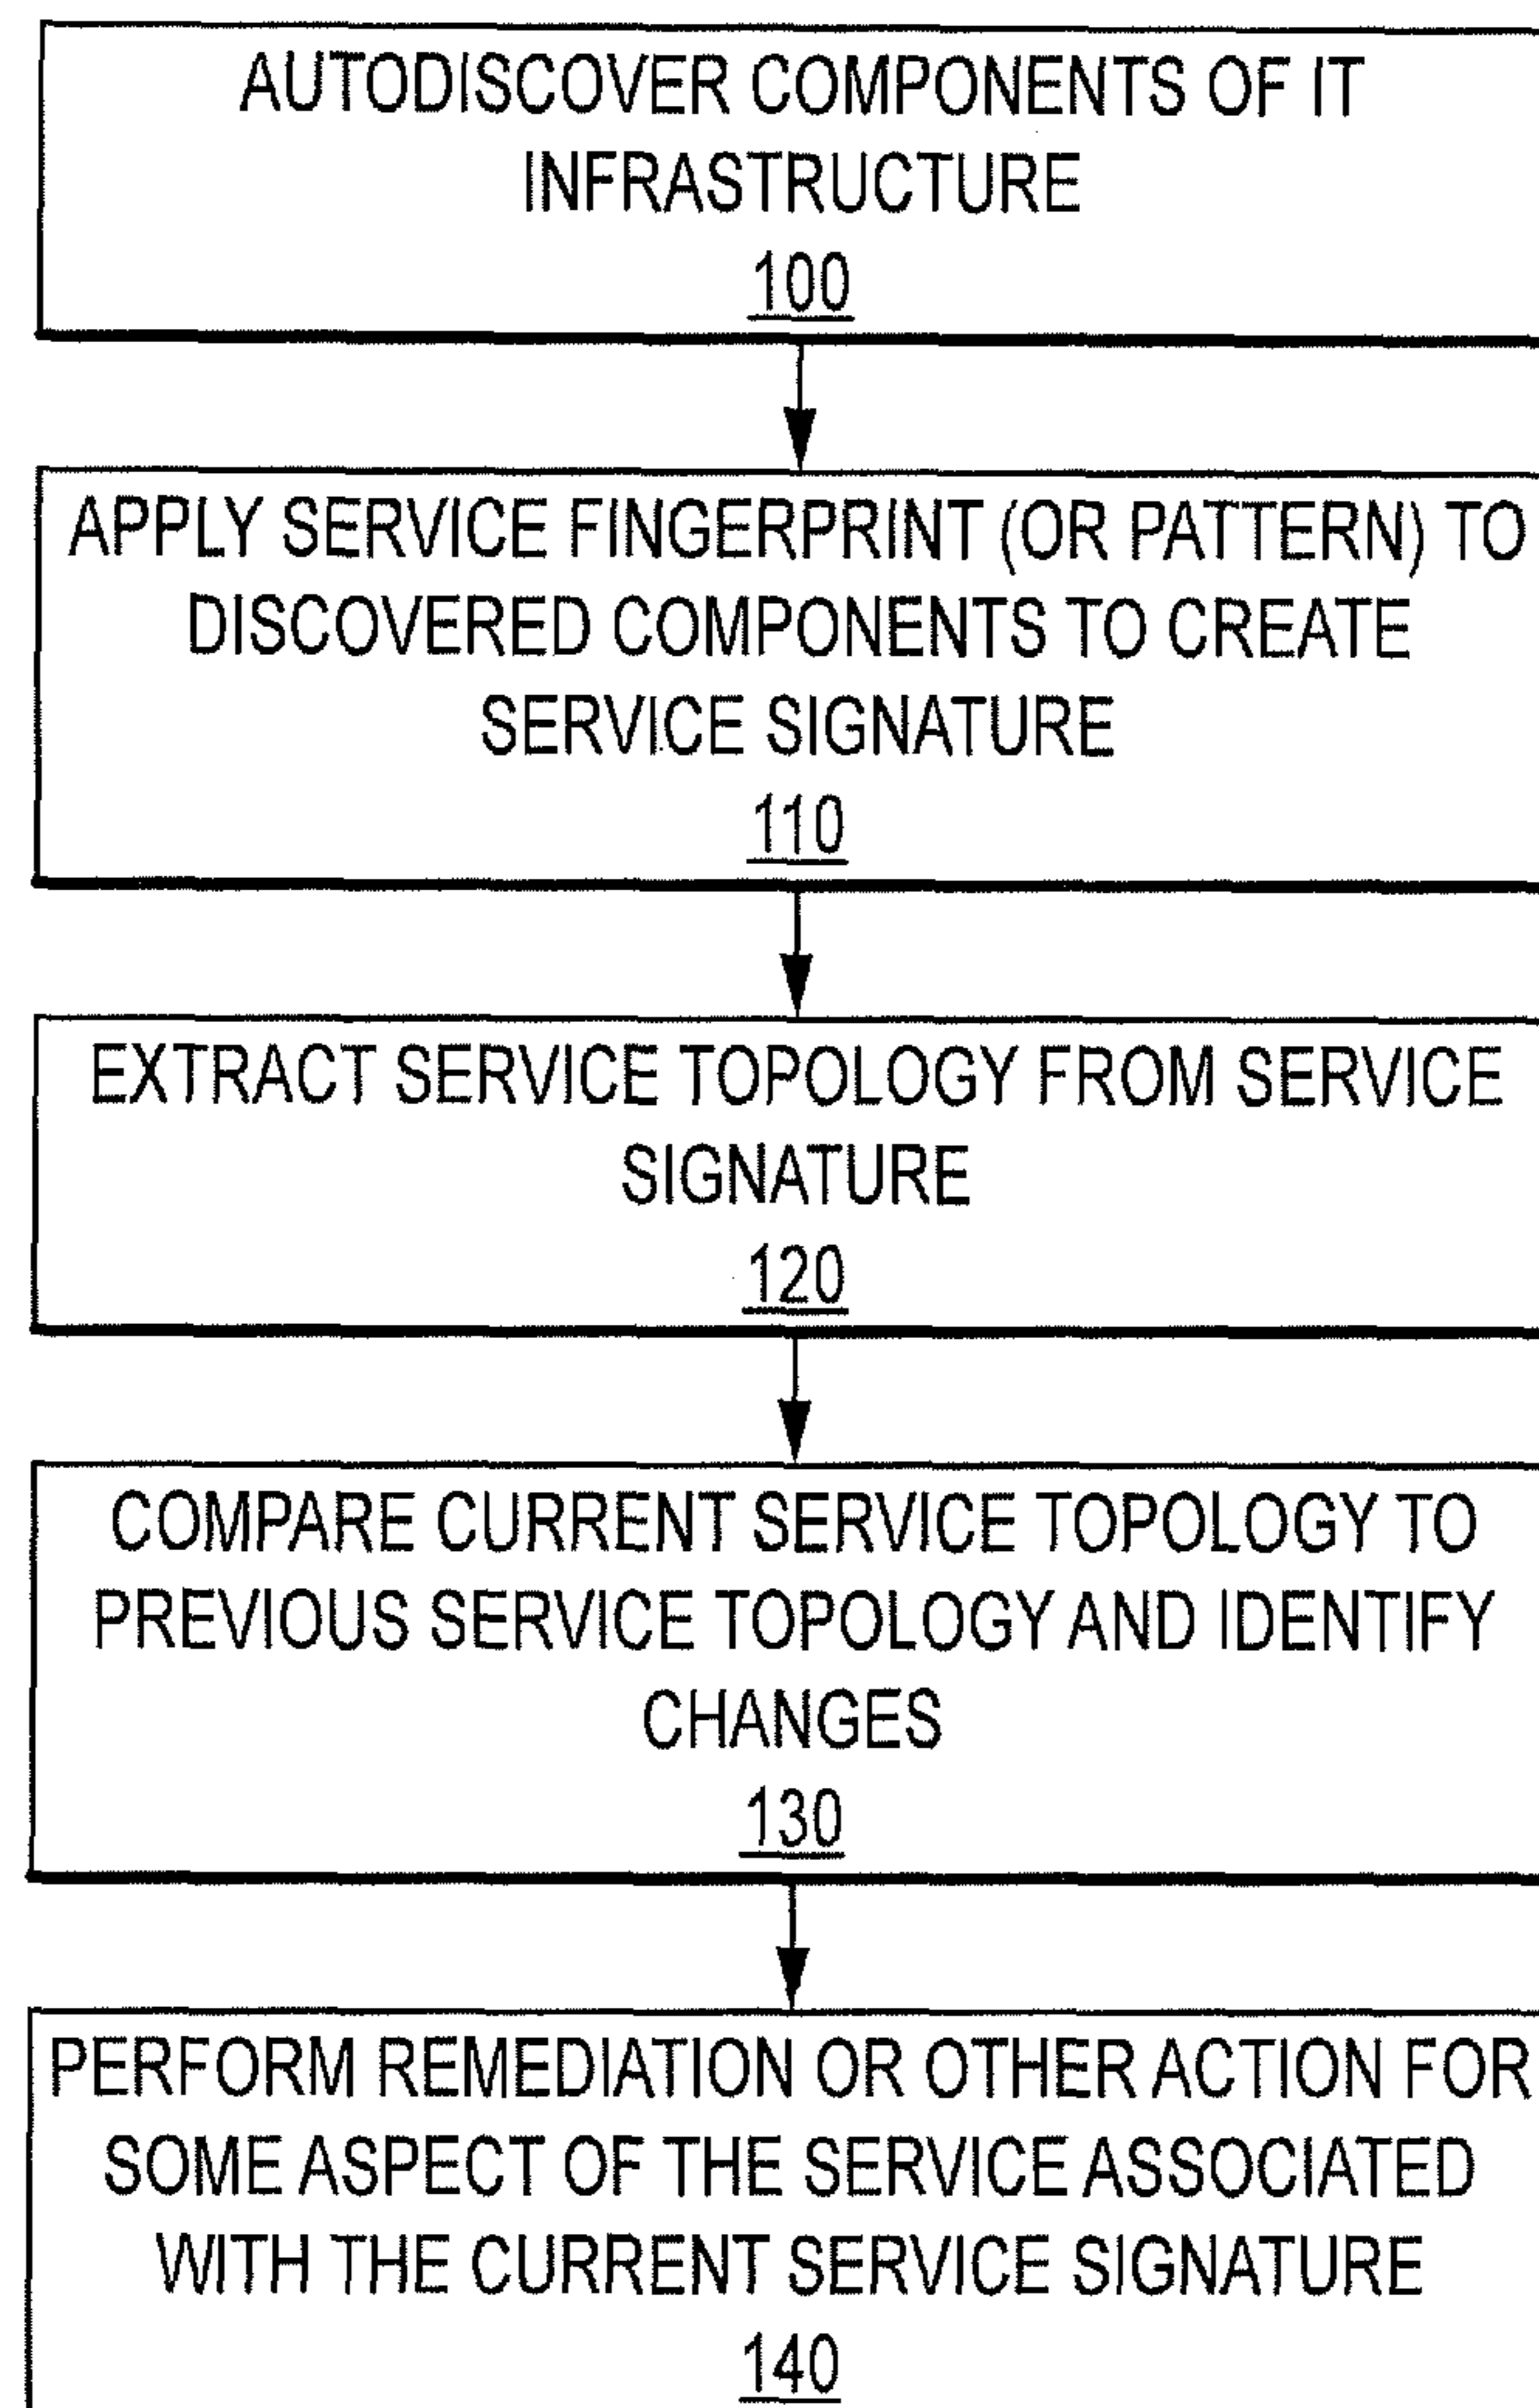 AUTODISCOVER COMPONENTS OF IT
INFRASTRUCTURE
100
APPLY SERVICE FINGERPRINT (OR PATTERN) TO
DISCOVERED COMPONENTS TO CREATE
SERVICE SIGNATURE
110
EXTRACT SERVICE TOPOLOGY FROM SERVICE
SIGNATURE
120
COMPARE CURRENT SERVICE TOPOLOGY TO
PREVIOUS SERVICE TOPOLOGY AND IDENTIFY
CHANGES
130
PERFORM REMEDIATION OR OTHER ACTION FOR
SOME ASPECT OF THE SERVICE ASSOCIATED
WITH THE CURRENT SERVICE SIGNATURE
140